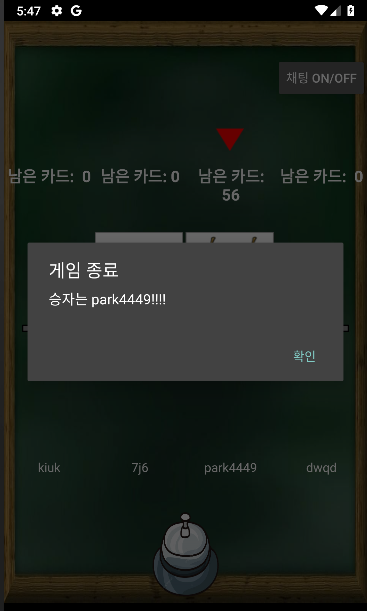 5:47
채팅 ON/OFF
남은 카드: 0 남은 카드: 0 남은 카드: 남은 카드: 0
56
게임 종료
승자는 park4449!!!!
확인
kiuk 7j6 park4449 dwqd